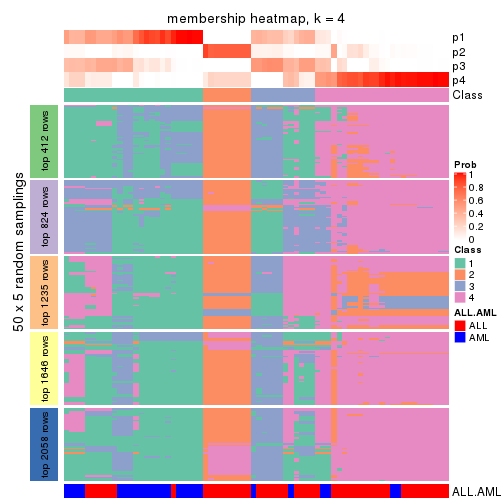 membership heatmap, k = 4
p1
p2
p3
p4
Class
50 x 5 random samplings
top 412 rows
top 824 rows
top 1235 rows
top 1646 rows
top 2058 rows
Prob
1
0.8
0.6
0.4
0.2
0
Class
1
2
3
4
ALL.AML
ALL
AML
ALL.AML